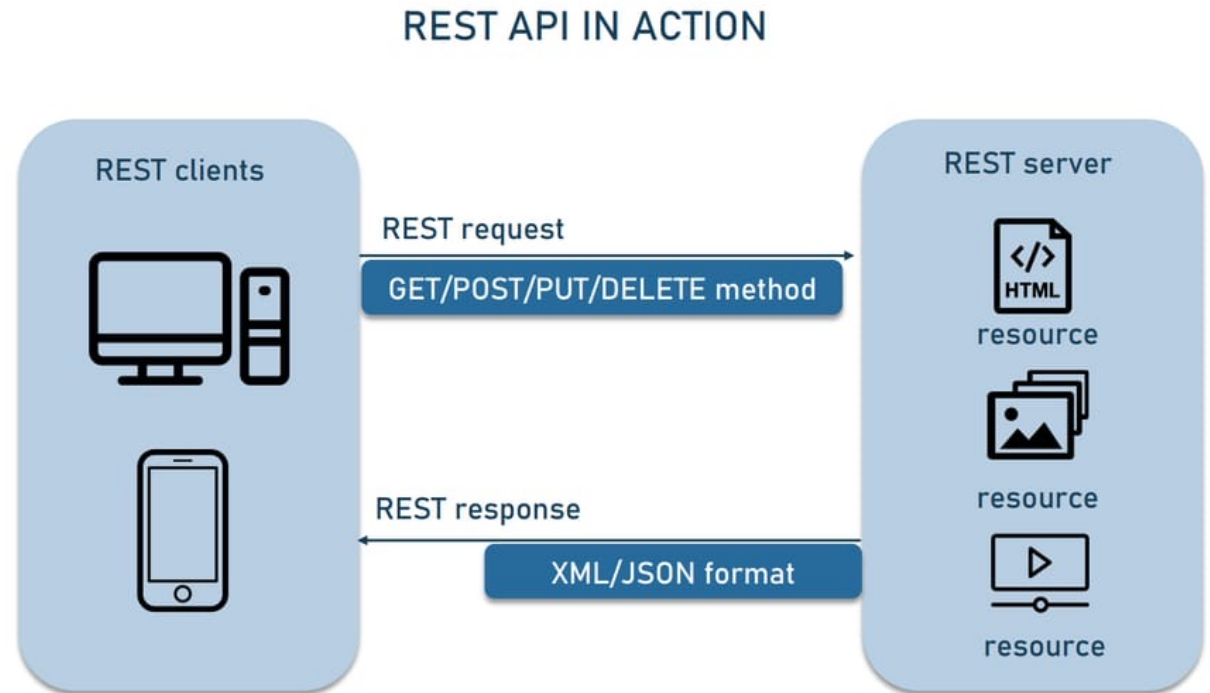 REST API IN ACTION
REST clients
REST request
GET/POST/PUT/DELETE method
REST response
XML/JSON format
REST server
</>
HTML
resource
resource
resource